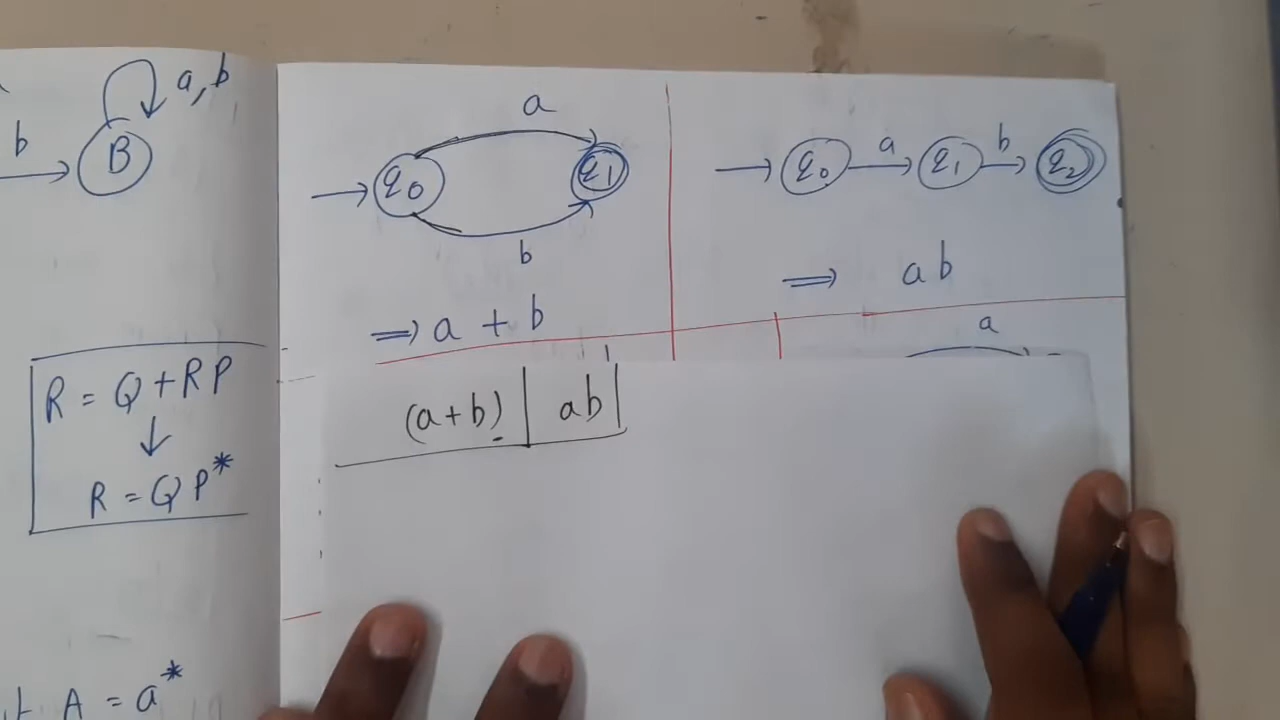 a, b
b
B
R = Q + RP
↓
R = QP*
A = a*
a
q0
q1
b
⇒ a + b
q0 a q1 b q2
⇒ ab
a
(a+b) | ab |